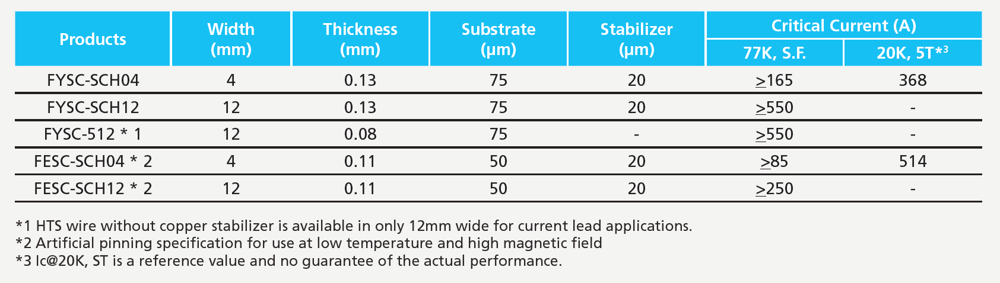 Products Width (mm) Thickness (mm) Substrate (µm) Stabilizer (µm) Critical Current (A)
77K, S.F. 20K, 5T*3
FYSC-SCH04 4 0.13 75 20 ≥165 368
FYSC-SCH12 12 0.13 75 20 ≥550 -
FYSC-512 * 1 12 0.08 75 - ≥550 -
FESC-SCH04 * 2 4 0.11 50 20 ≥85 514
FESC-SCH12 * 2 12 0.11 50 20 ≥250 -
*1 HTS wire without copper stabilizer is available in only 12mm wide for current lead applications.
*2 Artificial pinning specification for use at low temperature and high magnetic field
*3 Ic@20K, ST is a reference value and no guarantee of the actual performance.